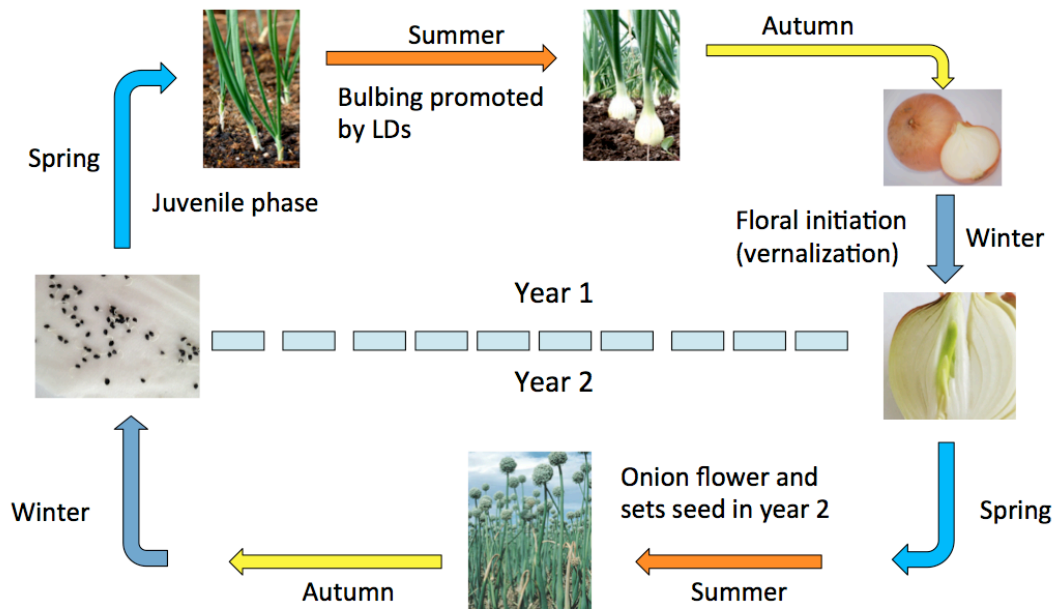 Summer
Autumn
Bulbing promoted
by LDs
Spring
Juvenile phase
Floral initiation
(vernalization)
Winter
Year 1
Year 2
Onion flower and
sets seed in year 2
Spring
Winter
Autumn
Summer